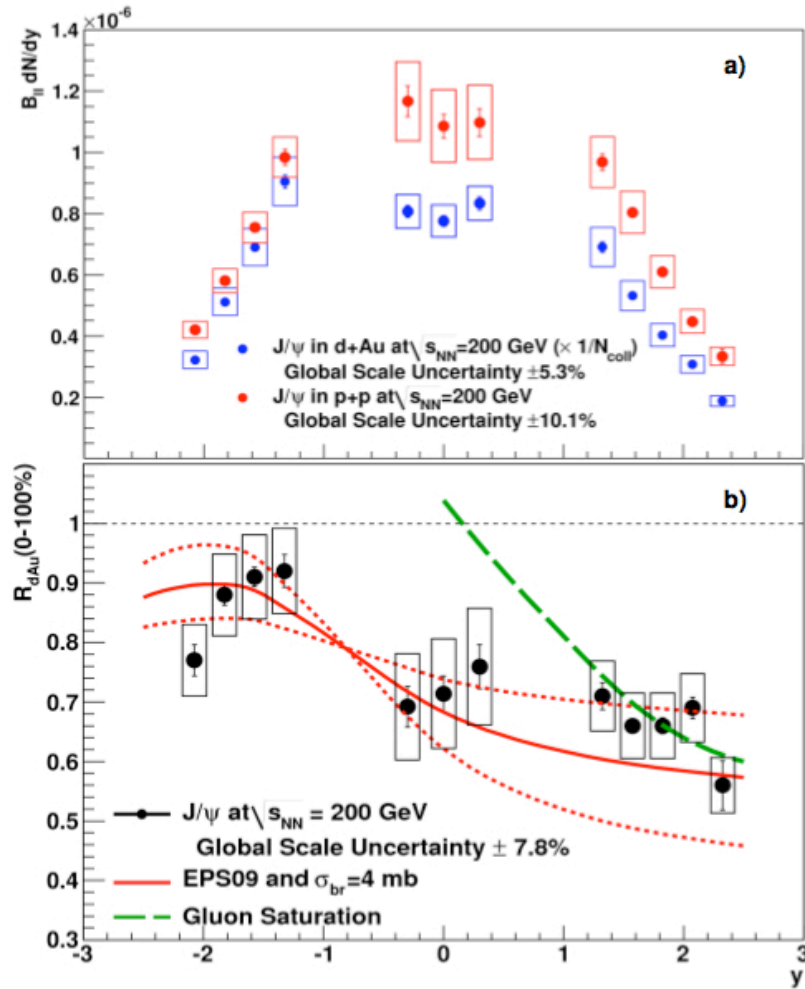 ×10⁻⁶
a)
B_ll dN/dy
1.4
1.2
1
0.8
0.6
0.4
0.2
J/ψ in d+Au at √s_NN=200 GeV (× 1/N_coll)
Global Scale Uncertainty ±5.3%
J/ψ in p+p at √s_NN=200 GeV
Global Scale Uncertainty ±10.1%
b)
R_dAu(0-100%)
1
0.9
0.8
0.7
0.6
0.5
0.4
0.3
J/ψ at √s_NN = 200 GeV
Global Scale Uncertainty ± 7.8%
EPS09 and σ_br=4 mb
Gluon Saturation
-3 -2 -1 0 1 2 3
y